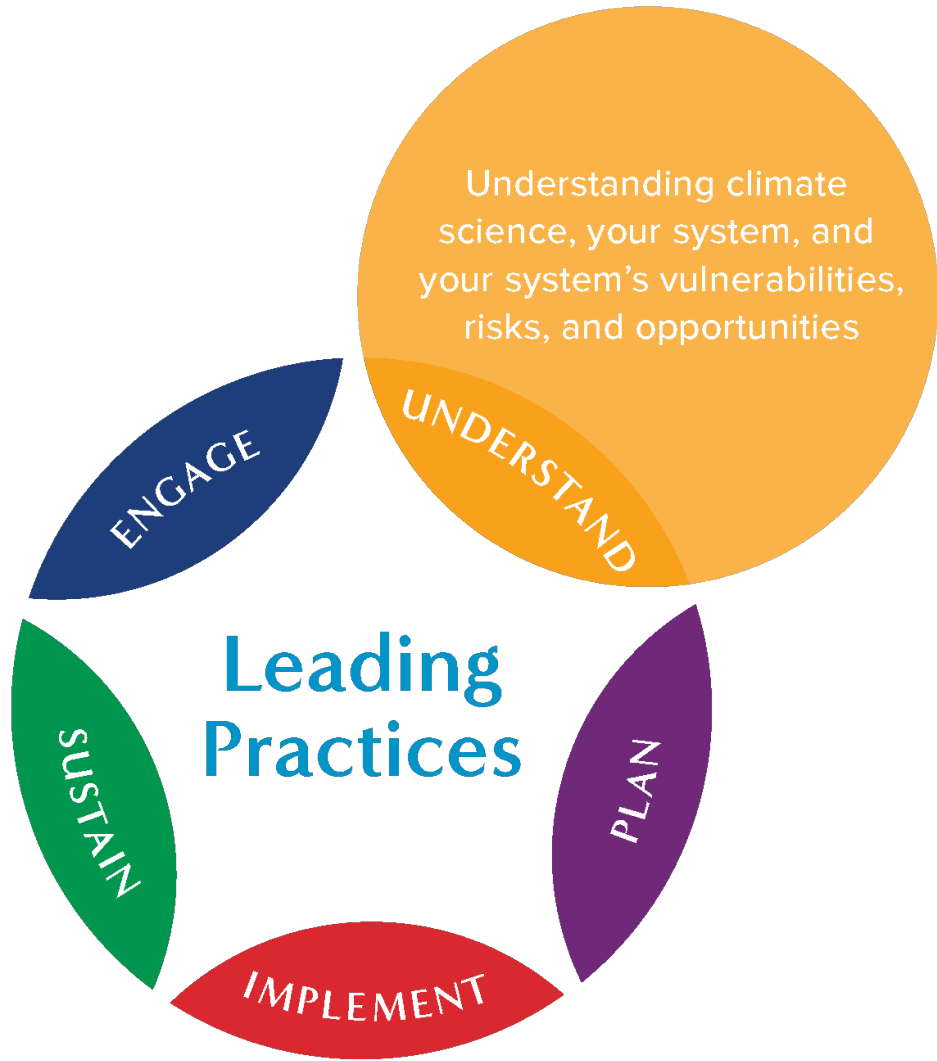 Understanding climate
science, your system, and
your system’s vulnerabilities,
risks, and opportunities
UNDERSTAND
ENGAGE
Leading
Practices
PLAN
SUSTAIN
IMPLEMENT